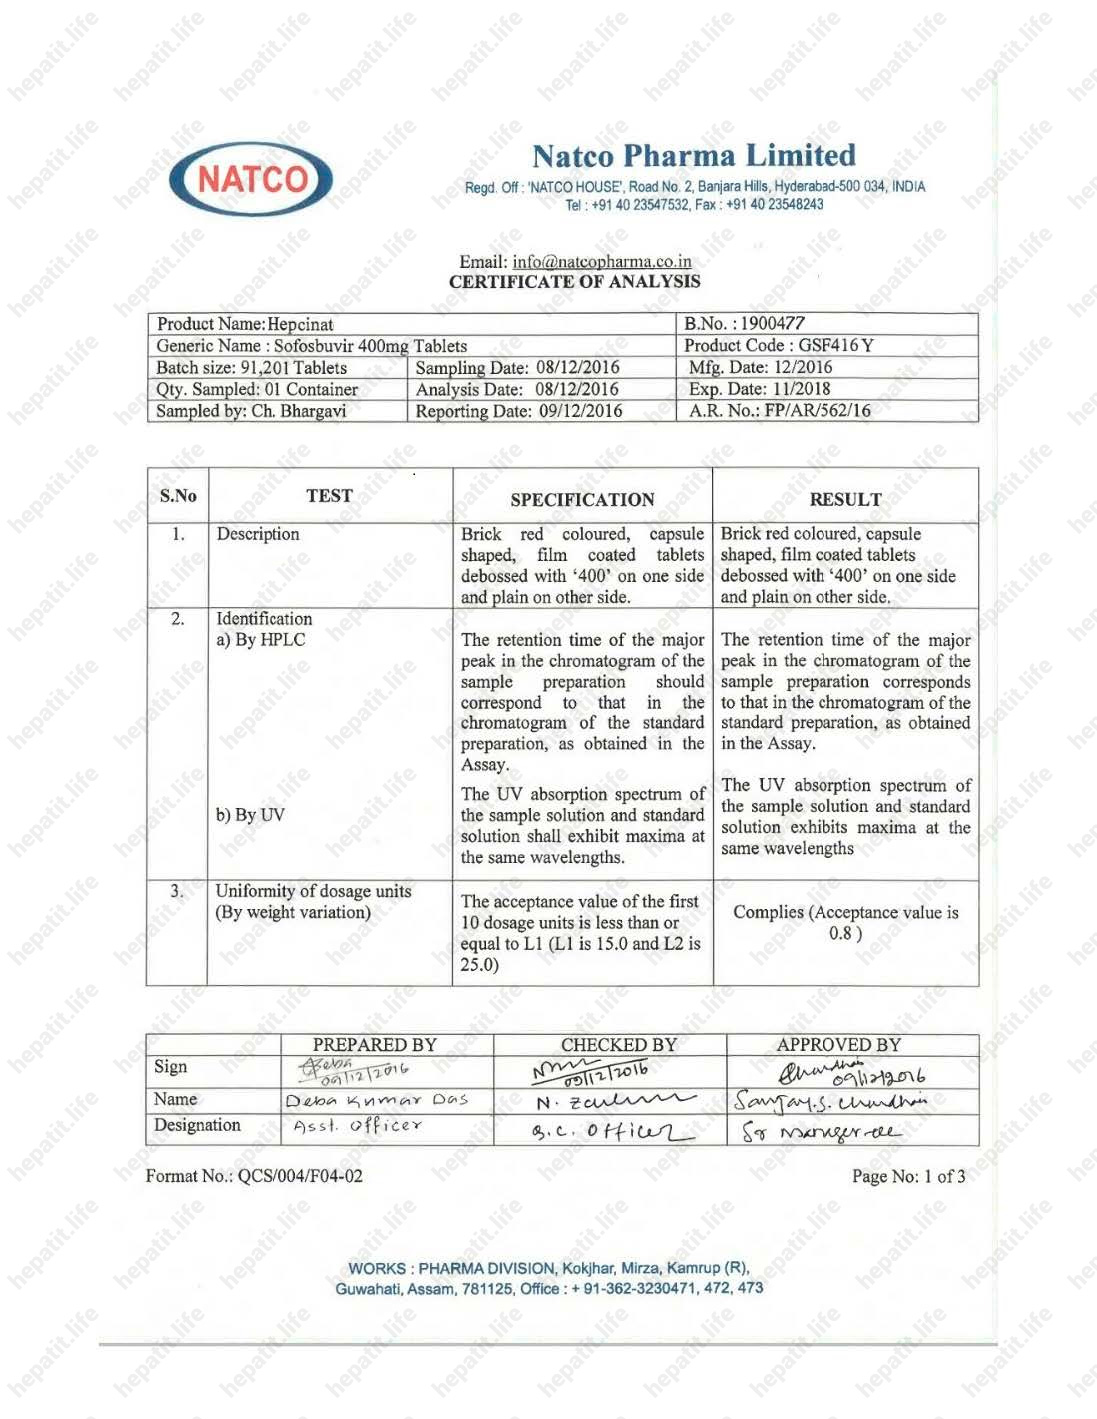 NATCO
Natco Pharma Limited
Regd. Off : 'NATCO HOUSE', Road No. 2, Banjara Hills, Hyderabad-500 034, INDIA
Tel : +91 40 23547532, Fax : +91 40 23548243
Email: info@natcopharma.co.in
CERTIFICATE OF ANALYSIS
Product Name: Hepcinat B.No. : 1900477
Generic Name : Sofosbuvir 400mg Tablets Product Code : GSF416Y
Batch size: 91,201 Tablets Sampling Date: 08/12/2016 Mfg. Date: 12/2016
Qty. Sampled: 01 Container Analysis Date: 08/12/2016 Exp. Date: 11/2018
Sampled by: Ch. Bhargavi Reporting Date: 09/12/2016 A.R. No.: FP/AR/562/16
S.No TEST SPECIFICATION RESULT
1. Description
Brick red coloured, capsule
shaped, film coated tablets
debossed with ‘400’ on one side
and plain on other side.
Brick red coloured, capsule
shaped, film coated tablets
debossed with ‘400’ on one side
and plain on other side.
2. Identification
a) By HPLC
The retention time of the major
peak in the chromatogram of the
sample preparation should
correspond to that in the
chromatogram of the standard
preparation, as obtained in the
Assay.
The retention time of the major
peak in the chromatogram of the
sample preparation corresponds
to that in the chromatogram of the
standard preparation, as obtained
in the Assay.
b) By UV
The UV absorption spectrum of
the sample solution and standard
solution shall exhibit maxima at
the same wavelengths.
The UV absorption spectrum of
the sample solution and standard
solution exhibits maxima at the
same wavelengths
3. Uniformity of dosage units
(By weight variation)
The acceptance value of the first
10 dosage units is less than or
equal to L1 (L1 is 15.0 and L2 is
25.0)
Complies (Acceptance value is
0.8 )
PREPARED BY CHECKED BY APPROVED BY
Sign 09/12/2016 09/12/2016 09/12/2016
Name Deba Kumar Das N. Sanjay.S. Chaudhari
Designation Asst. Officer Q.C. Officer Sr Manager
Format No.: QCS/004/F04-02 Page No: 1 of 3
WORKS : PHARMA DIVISION, Kokjhar, Mirza, Kamrup (R),
Guwahati, Assam, 781125, Office : + 91-362-3230471, 472, 473
hepatit.life